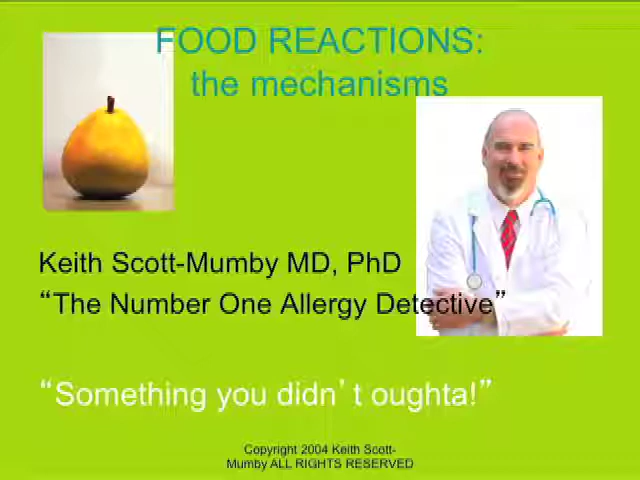 FOOD REACTIONS:
the mechanisms
Keith Scott-Mumby MD, PhD
“The Number One Allergy Detective”
“Something you didn’t oughta!”
Copyright 2004 Keith Scott-
Mumby ALL RIGHTS RESERVED